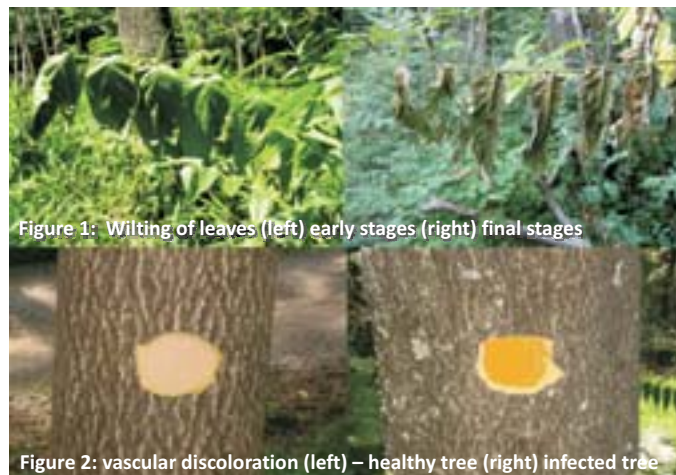 Figure 1:  Wilting of leaves (left) early stages (right) final stages
Figure 2: vascular discoloration (left) – healthy tree (right) infected tree